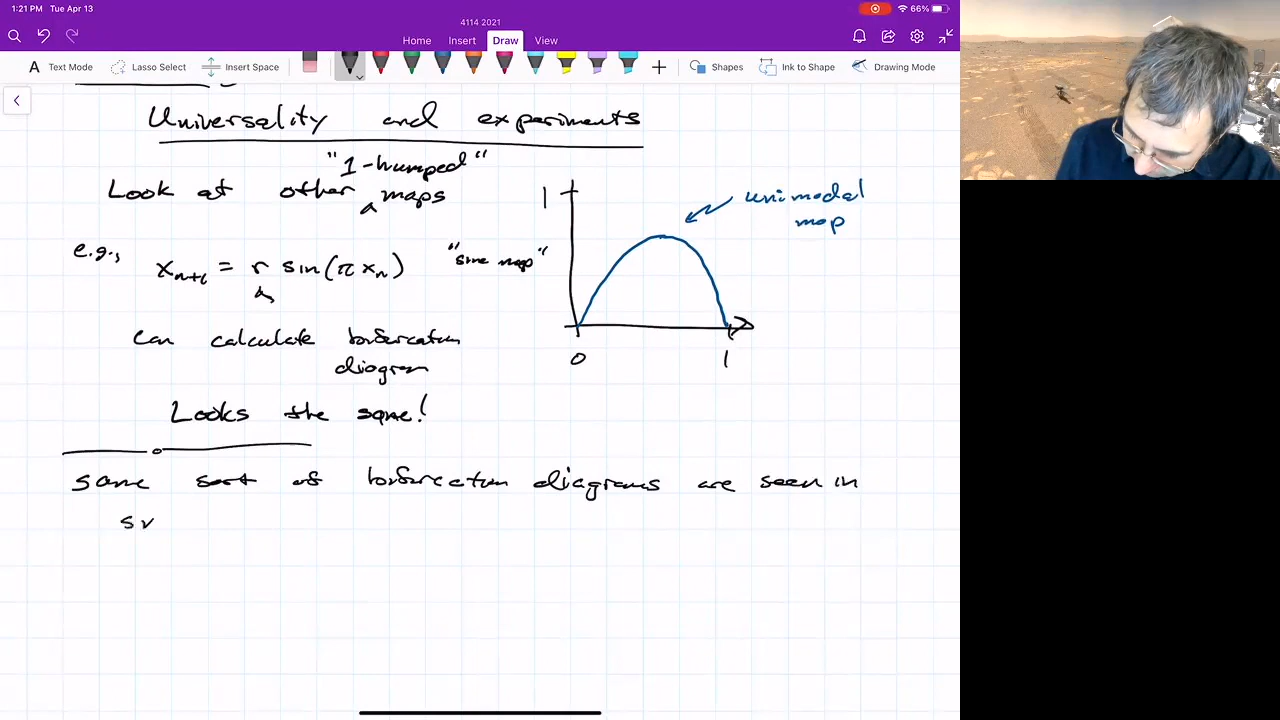 1:21 PM Tue Apr 13
66%
4114 2021
Home Insert Draw View
Text Mode Lasso Select Insert Space Shapes Ink to Shape Drawing Mode
Universality and experiments
"1-humped"
Look at other ^ maps
e.g., x_{n+1} = r sin(π x_n) "sine map"
can calculate bifurcation
diagram
Looks the same!
1
unimodal
map
0 1
same sort of bifurcation diagrams are seen in